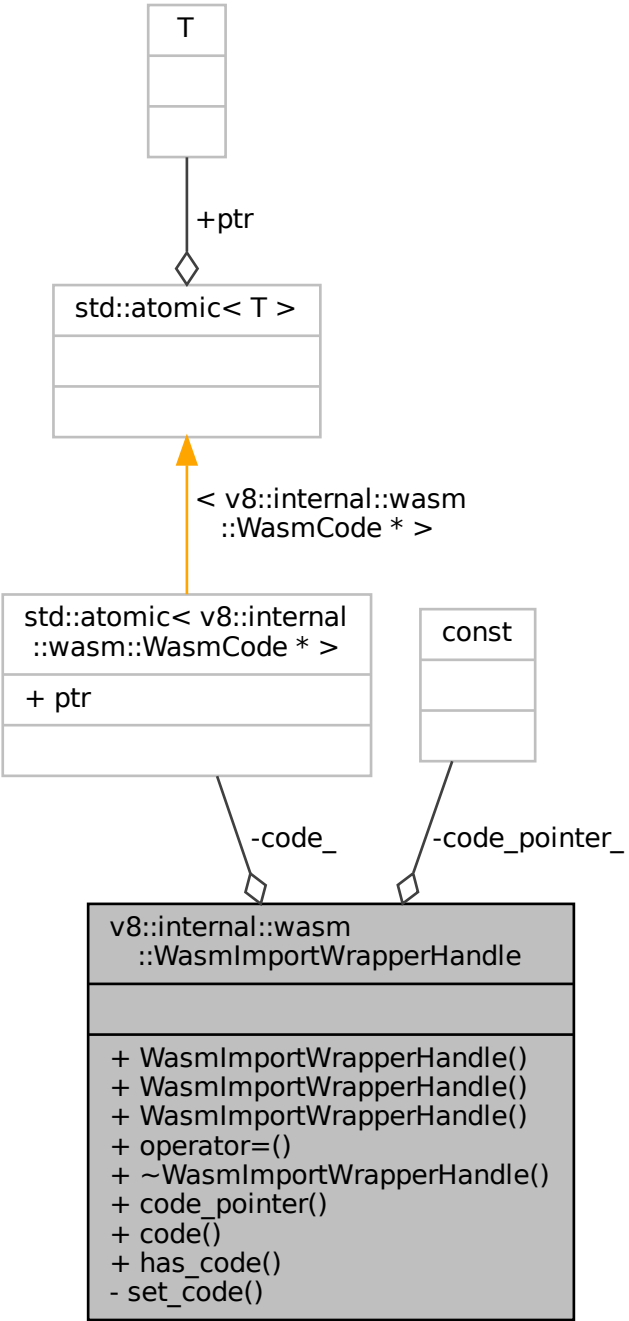 T
+ptr
std::atomic< T >
< v8::internal::wasm
::WasmCode * >
std::atomic< v8::internal
::wasm::WasmCode * >
+ ptr
const
-code_
-code_pointer_
v8::internal::wasm
::WasmImportWrapperHandle
+ WasmImportWrapperHandle()
+ WasmImportWrapperHandle()
+ WasmImportWrapperHandle()
+ operator=()
+ ~WasmImportWrapperHandle()
+ code_pointer()
+ code()
+ has_code()
- set_code()